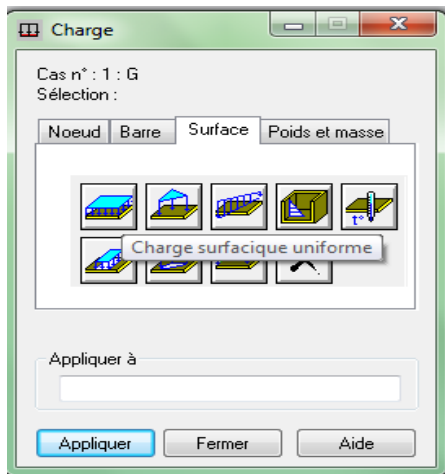 Charge
Cas n° : 1 : G
Sélection :
Noeud Barre Surface Poids et masse
t°
Charge surfacique uniforme
Appliquer à
Appliquer Fermer Aide